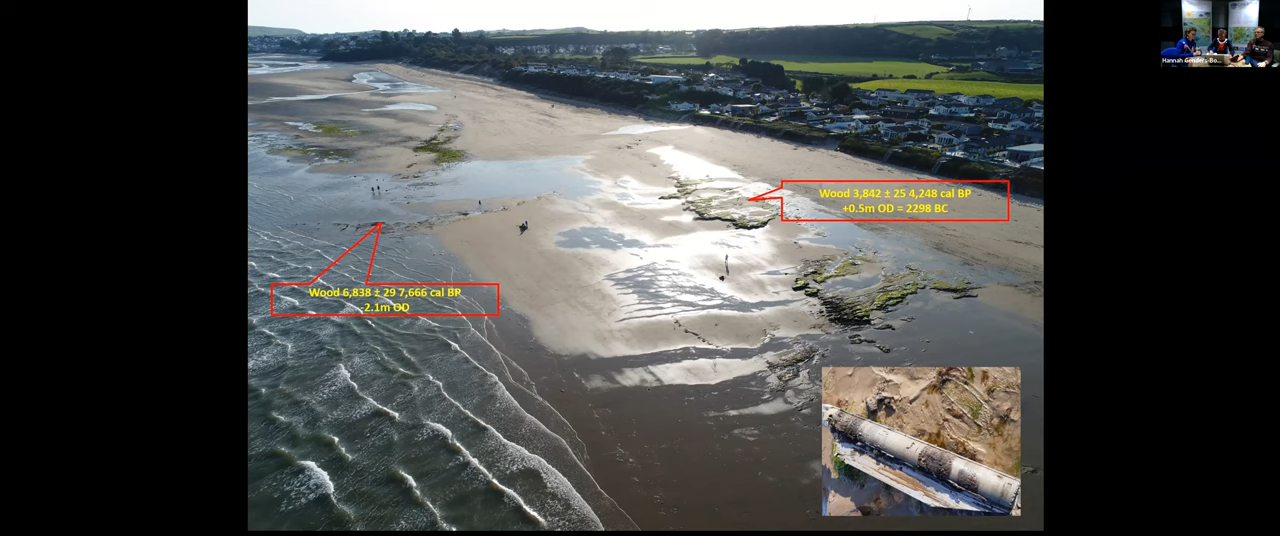 Hannah Genders-Bo...
Wood 3,842 ± 25 4,248 cal BP
+0.5m OD = 2298 BC
Wood 6,838 ± 29 7,666 cal BP
-2.1m OD